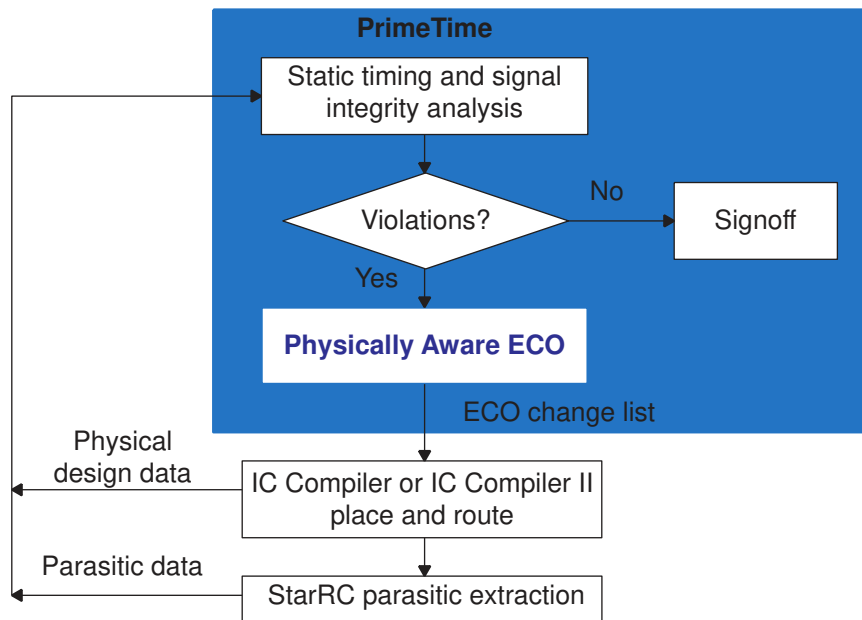 PrimeTime
Static timing and signal
integrity analysis
Violations?
No
Signoff
Yes
Physically Aware ECO
ECO change list
Physical
design data
IC Compiler or IC Compiler II
place and route
Parasitic data
StarRC parasitic extraction